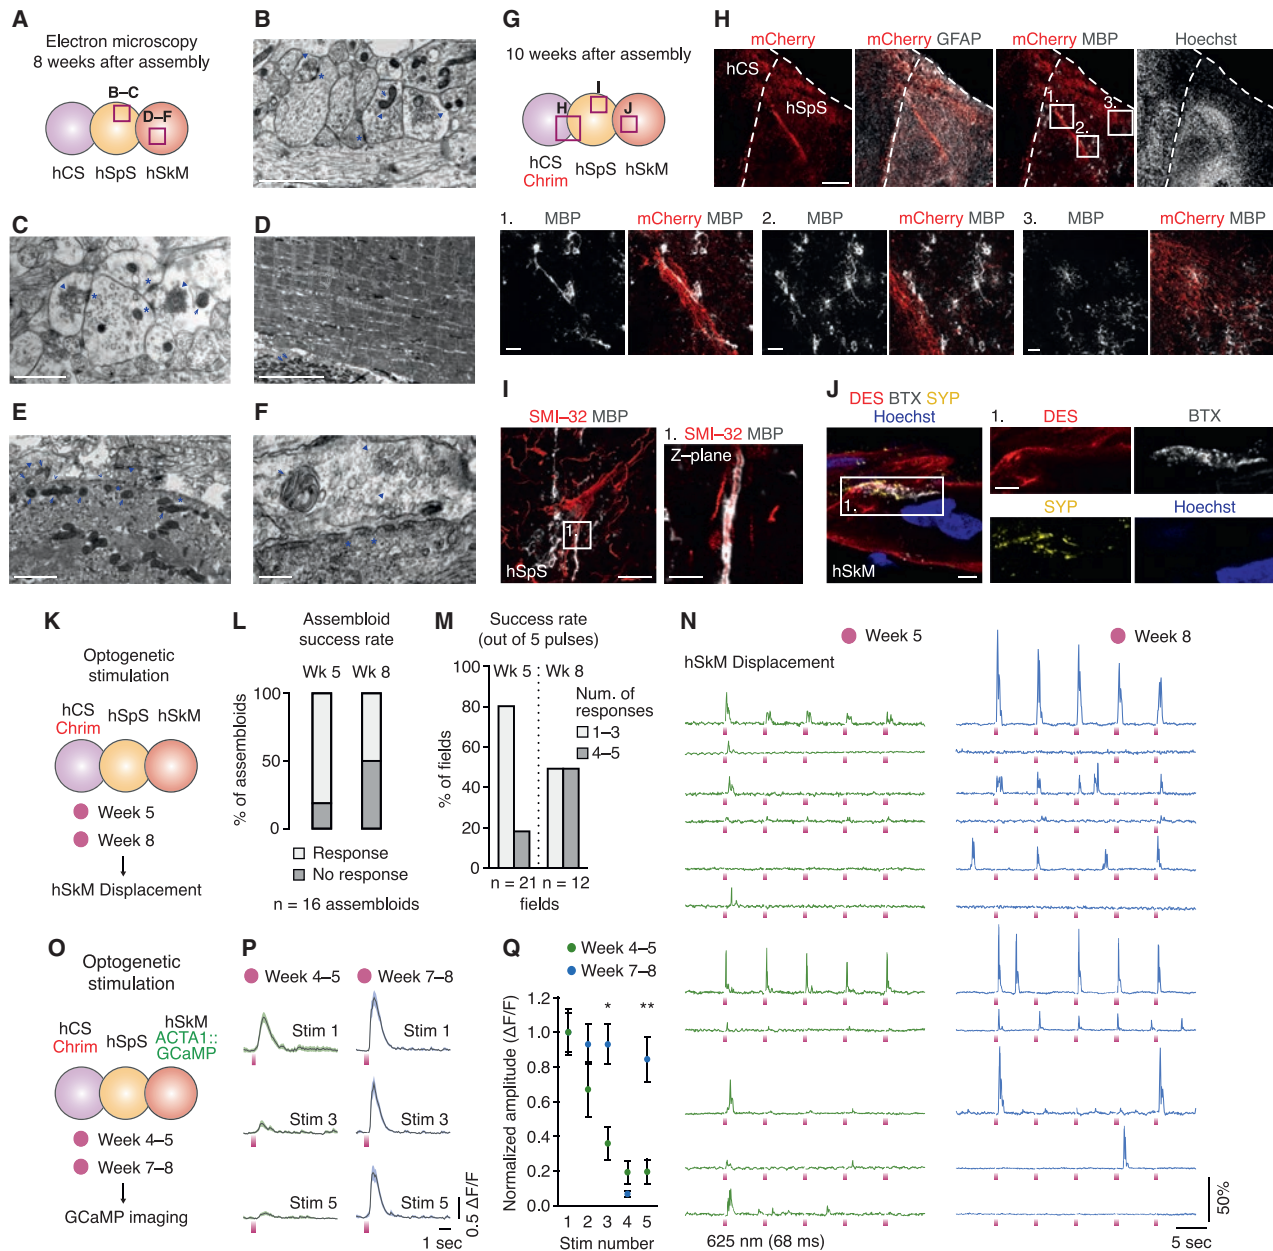 A
Electron microscopy
8 weeks after assembly
B–C
D–F
hCS hSpS hSkM
B
C
D
E
F
G
10 weeks after assembly
H I J
hCS hSpS hSkM
Chrim
H
mCherry mCherry GFAP mCherry MBP Hoechst
hCS
hSpS
1.
2.
3.
1. MBP mCherry MBP 2. MBP mCherry MBP 3. MBP mCherry MBP
I
SMI–32 MBP
1.
hSpS
1. SMI–32 MBP
Z–plane
J
DES BTX SYP
Hoechst
1.
hSkM
1. DES BTX
SYP Hoechst
K
Optogenetic
stimulation
hCS hSpS hSkM
Chrim
Week 5
Week 8
hSkM Displacement
L
Assembloid
success rate
Wk 5 Wk 8
% of assembloids
100
50
0
Response
No response
n = 16 assembloids
M
Success rate
(out of 5 pulses)
% of fields
100
80
60
40
20
0
Wk 5 Wk 8
Num. of
responses
1–3
4–5
n = 21 n = 12
fields
N
Week 5 Week 8
hSkM Displacement
625 nm (68 ms)
50%
5 sec
O
Optogenetic
stimulation
hCS hSpS hSkM
Chrim ACTA1::
GCaMP
Week 4–5
Week 7–8
GCaMP imaging
P
Week 4–5 Week 7–8
Stim 1 Stim 1
Stim 3 Stim 3
Stim 5 Stim 5
0.5 ΔF/F
1 sec
Q
Week 4–5
Week 7–8
Normalized amplitude (ΔF/F)
1.2
1.0
0.8
0.6
0.4
0.2
0.0
* **
1 2 3 4 5
Stim number